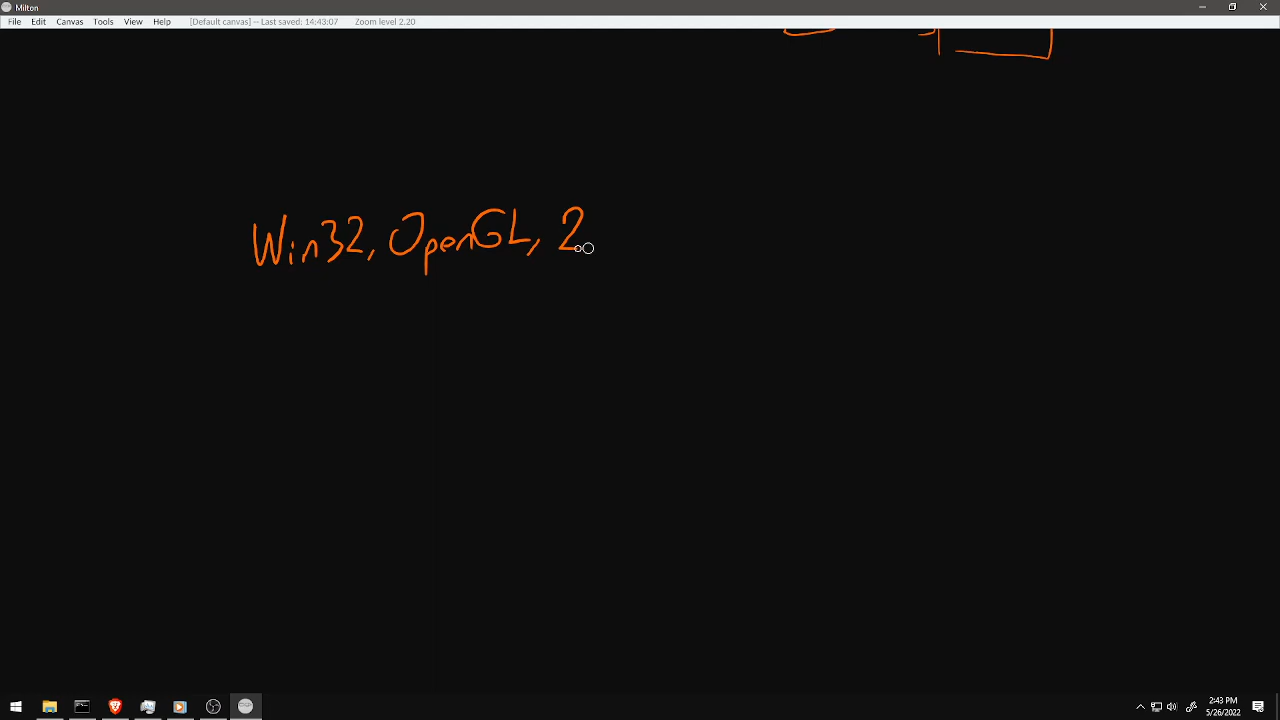 Milton
File Edit Canvas Tools View Help [Default canvas] -- Last saved: 14:43:07 Zoom level 2.20
Win32, OpenGL, 2
2:43 PM
5/26/2022